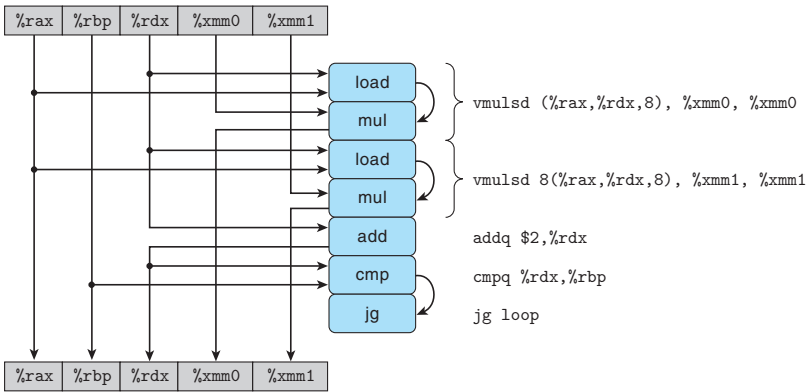 %rax %rbp %rdx %xmm0 %xmm1
load
vmulsd (%rax,%rdx,8), %xmm0, %xmm0
mul
load
vmulsd 8(%rax,%rdx,8), %xmm1, %xmm1
mul
add addq $2,%rdx
cmp cmpq %rdx,%rbp
jg jg loop
%rax %rbp %rdx %xmm0 %xmm1